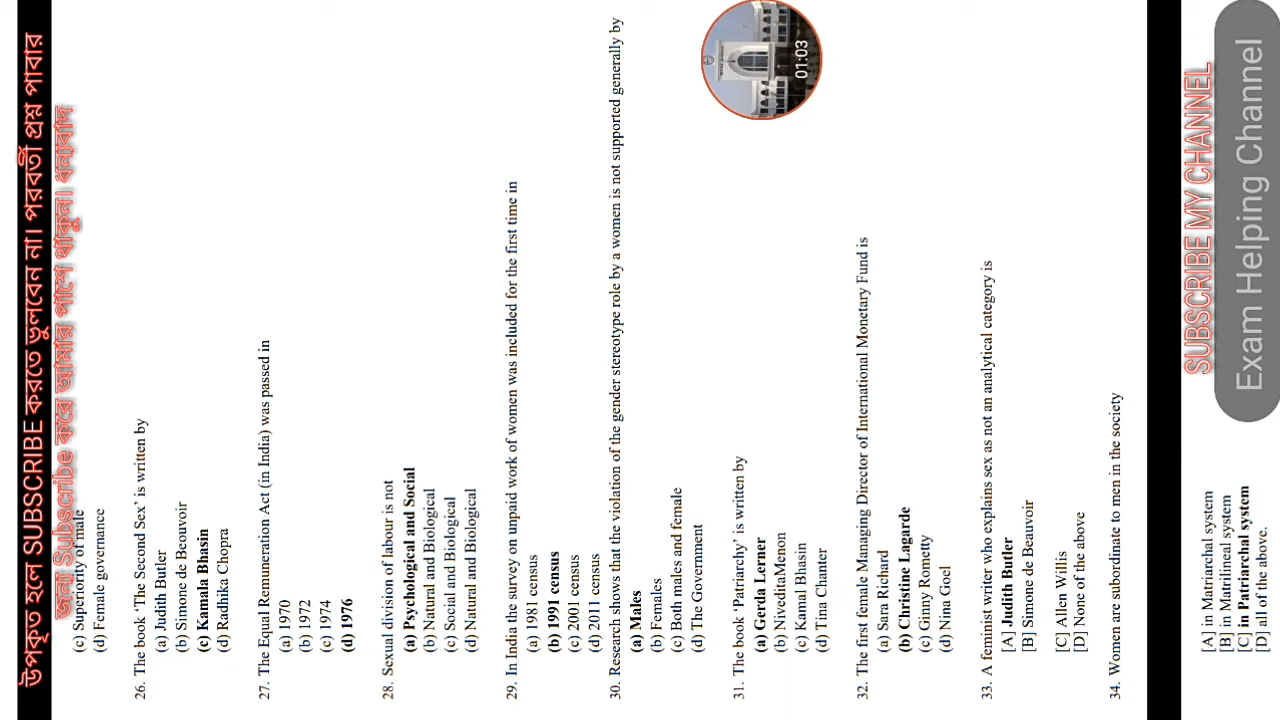 উপকৃত হলে SUBSCRIBE করতে ভুলবেন না। পরবর্তী প্রশ্ন পাবার
জন্য Subscribe করে আমার পাশে থাকুন। ধন্যবাদ
(c) Superiority of male
(d) Female governance
26. The book ‘The Second Sex’ is written by
(a) Judith Butler
(b) Simone de Becouvoir
(c) Kamala Bhasin
(d) Radhika Chopra
27. The Equal Remuneration Act (in India) was passed in
(a) 1970
(b) 1972
(c) 1974
(d) 1976
28. Sexual division of labour is not
(a) Psychological and Social
(b) Natural and Biological
(c) Social and Biological
(d) Natural and Biological
29. In India the survey on unpaid work of women was included for the first time in
(a) 1981 census
(b) 1991 census
(c) 2001 census
(d) 2011 census
30. Research shows that the violation of the gender stereotype role by a women is not supported generally by
(a) Males
(b) Females
(c) Both males and female
(d) The Government
31. The book ‘Patriarchy’ is written by
(a) Gerda Lerner
(b) NiveditaMenon
(c) Kamal Bhasin
(d) Tina Chanter
32. The first female Managing Director of International Monetary Fund is
(a) Sara Richard
(b) Christine Lagarde
(c) Ginny Rometty
(d) Nina Goel
33. A feminist writer who explains sex as not an analytical category is
[A] Judith Butler
[B] Simone de Beauvoir
[C] Allen Willis
[D] None of the above
34. Women are subordinate to men in the society
[A] in Matriarchal system
[B] in Matrilineal system
[C] in Patriarchal system
[D] all of the above.
01:03
SUBSCRIBE MY CHANNEL
Exam Helping Channel